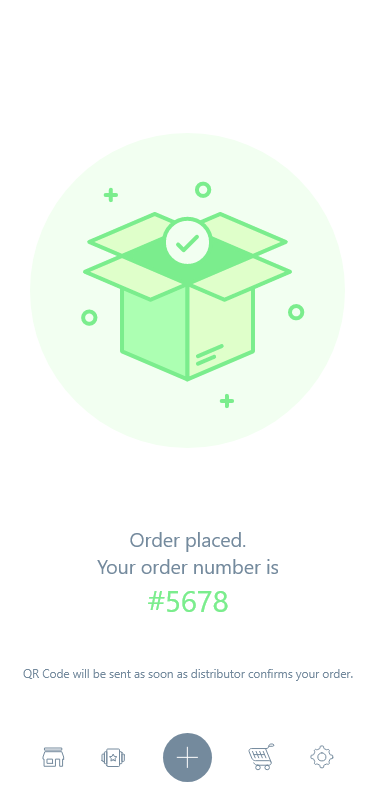 Order placed.
Your order number is
#5678
QR Code will be sent as soon as distributor confirms your order.